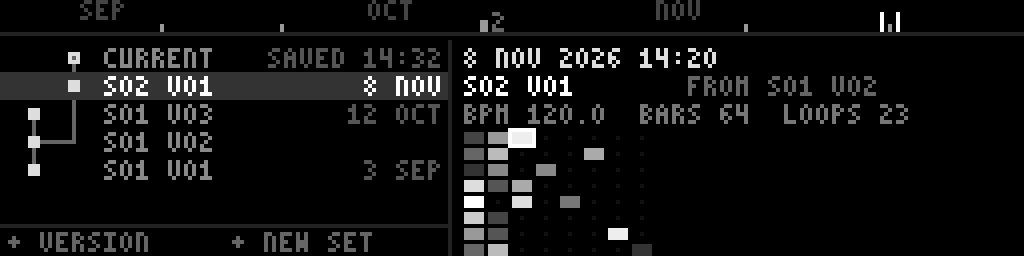 SEP OCT 2 NOV
CURRENT SAVED 14:32
S02 V01 8 NOV
S01 V03 12 OCT
S01 V02
S01 V01 3 SEP
+ VERSION + NEW SET
8 NOV 2026 14:20
S02 V01 FROM S01 V02
BPM 120.0 BARS 64 LOOPS 23